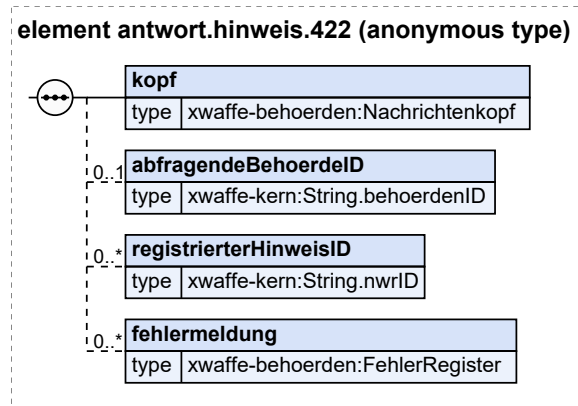 element antwort.hinweis.422 (anonymous type)
kopf
type xwaffe-behoerden:Nachrichtenkopf
0..1 abfragendeBehoerdeID
type xwaffe-kern:String.behoerdenID
0..* registrierterHinweisID
type xwaffe-kern:String.nwrID
0..* fehlermeldung
type xwaffe-behoerden:FehlerRegister